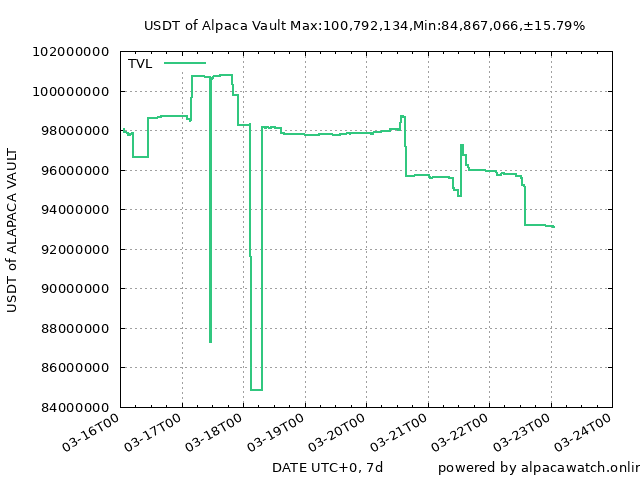 USDT of Alpaca Vault Max:100,792,134,Min:84,867,066,±15.79%
102000000
TVL
100000000
98000000
96000000
94000000
92000000
90000000
88000000
86000000
84000000
USDT of ALAPACA VAULT
03-16T00 03-17T00 03-18T00 03-19T00 03-20T00 03-21T00 03-22T00 03-23T00 03-24T00
DATE UTC+0, 7d powered by alpacawatch.onlin